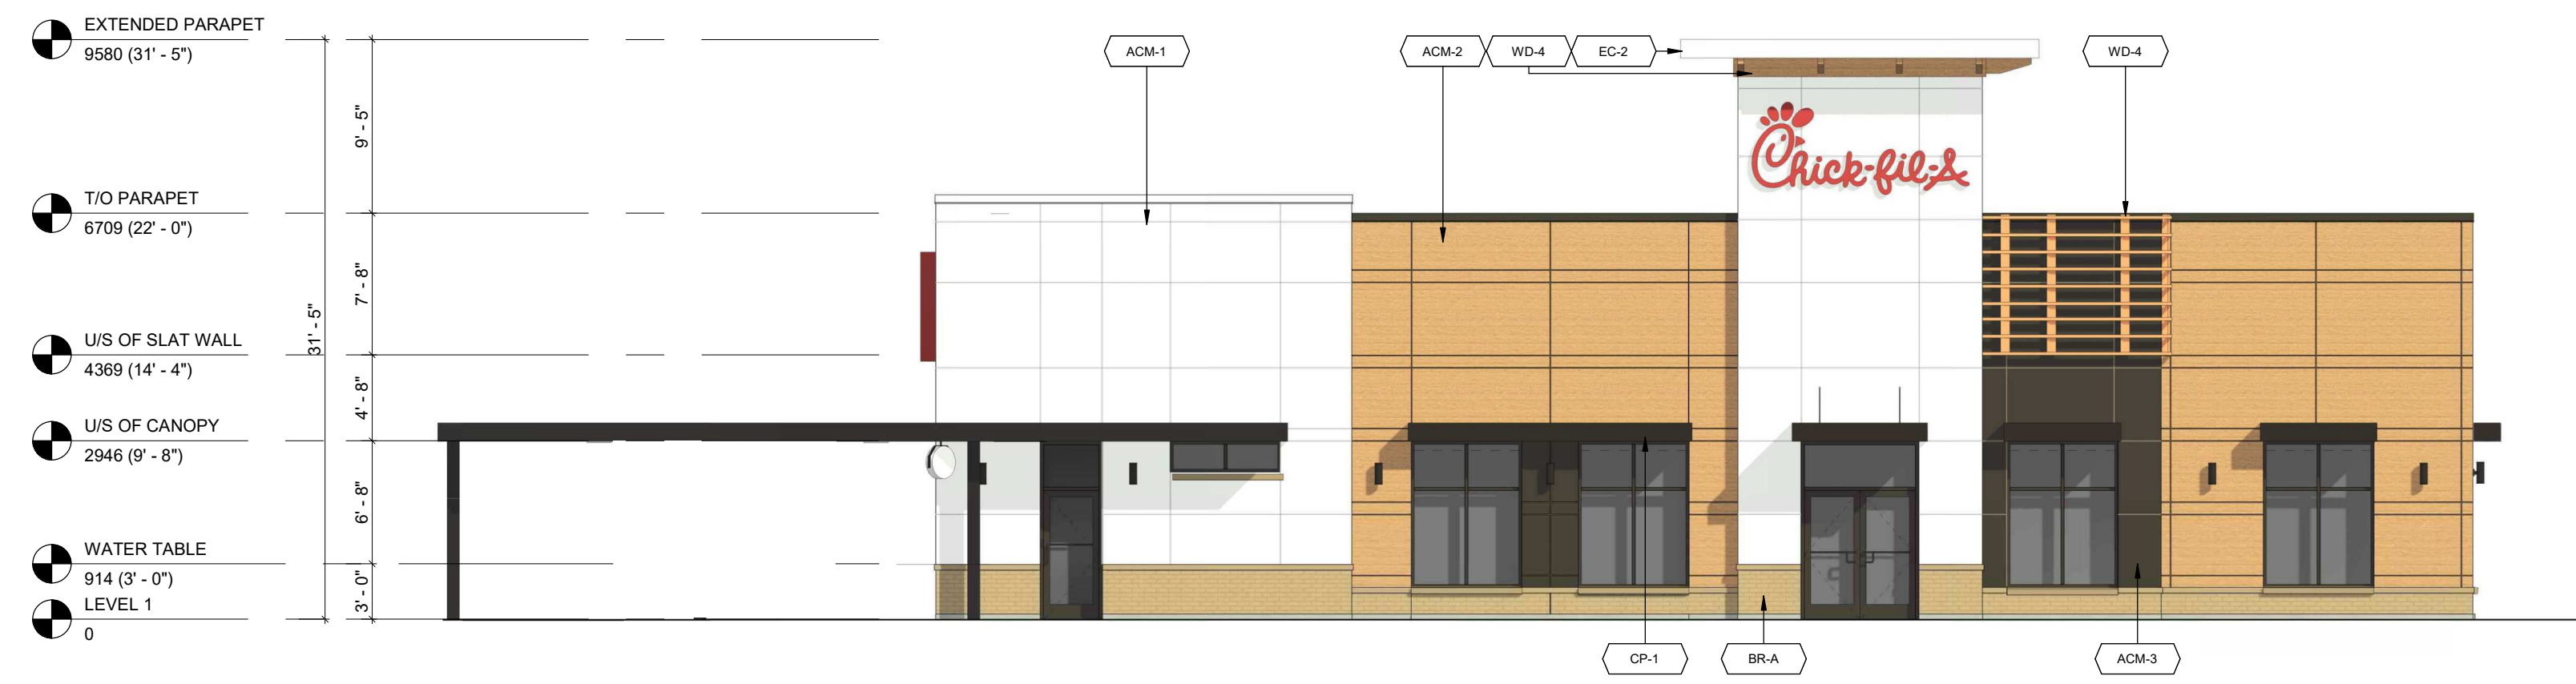 EXTENDED PARAPET
9580 (31' - 5")
T/O PARAPET
6709 (22' - 0")
U/S OF SLAT WALL
4369 (14' - 4")
U/S OF CANOPY
2946 (9' - 8")
WATER TABLE
914 (3' - 0")
LEVEL 1
0
31' - 5"
9' - 5"
7' - 8"
4' - 8"
6' - 8"
3' - 0"
ACM-1
ACM-2
WD-4
EC-2
WD-4
Chick-fil-A
CP-1
BR-A
ACM-3